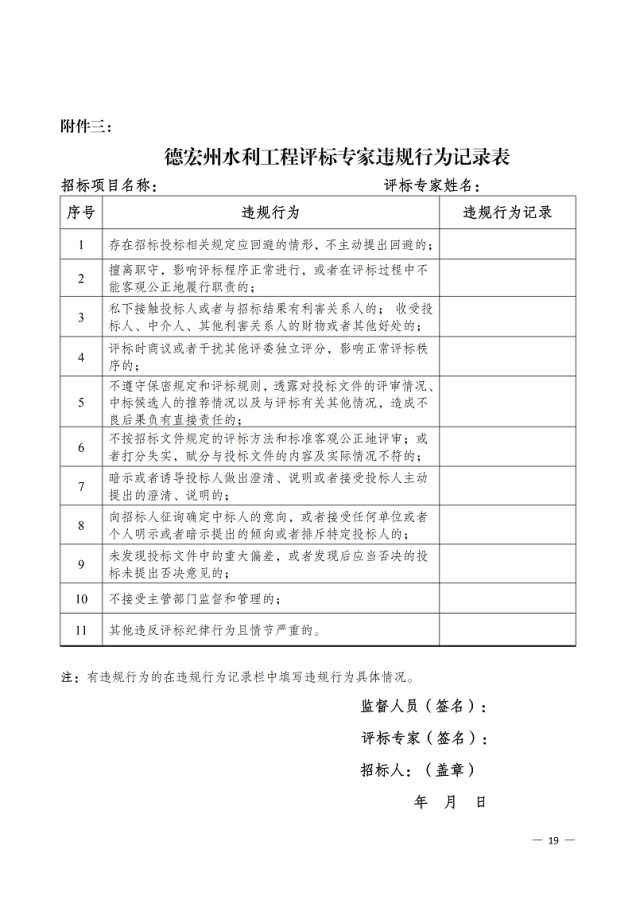 附件三：
德宏州水利工程评标专家违规行为记录表
招标项目名称： 评标专家姓名：
序号 违规行为 违规行为记录
1 存在招标投标相关规定应回避的情形，不主动提出回避的；
2 擅离职守，影响评标程序正常进行，或者在评标过程中不
能客观公正地履行职责的；
3 私下接触投标人或者与招标结果有利害关系人的； 收受投
标人、中介人、其他利害关系人的财物或者其他好处的；
4 评标时商议或者干扰其他评委独立评分，影响正常评标秩
序的；
5 不遵守保密规定和评标规则，透露对投标文件的评审情况、
中标候选人的推荐情况以及与评标有关其他情况，造成不
良后果负有直接责任的；
6 不按招标文件规定的评标方法和标准客观公正地评审；或
者打分失实，赋分与投标文件的内容及实际情况不符的；
7 暗示或者诱导投标人做出澄清、说明或者接受投标人主动
提出的澄清、说明的；
8 向招标人征询确定中标人的意向，或者接受任何单位或者
个人明示或者暗示提出的倾向或者排斥特定投标人的；
9 未发现投标文件中的重大偏差，或者发现后应当否决的投
标未提出否决意见的；
10 不接受主管部门监督和管理的；
11 其他违反评标纪律行为且情节严重的。
注：有违规行为的在违规行为记录栏中填写违规行为具体情况。
监督人员（签名）：
评标专家（签名）：
招标人：（盖章）
年 月 日
— 19 —